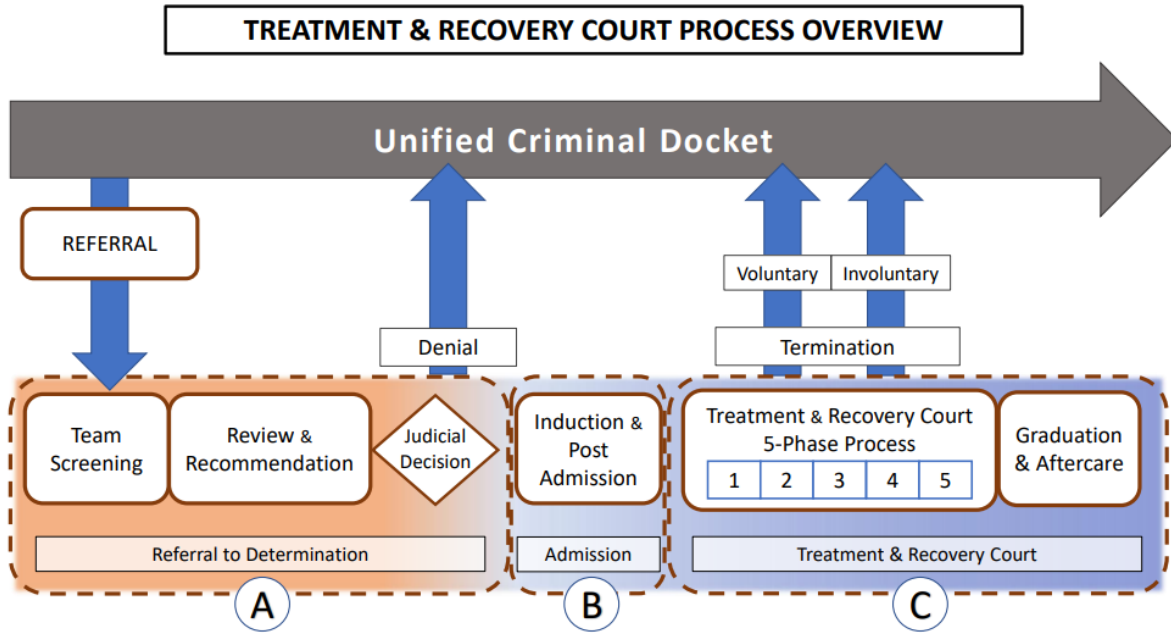 TREATMENT & RECOVERY COURT PROCESS OVERVIEW
Unified Criminal Docket
REFERRAL
Voluntary
Involuntary
Denial
Termination
Team
Screening
Review &
Recommendation
Judicial
Decision
Induction &
Post
Admission
Treatment & Recovery Court
5-Phase Process
1 2 3 4 5
Graduation
& Aftercare
Referral to Determination
Admission
Treatment & Recovery Court
A
B
C